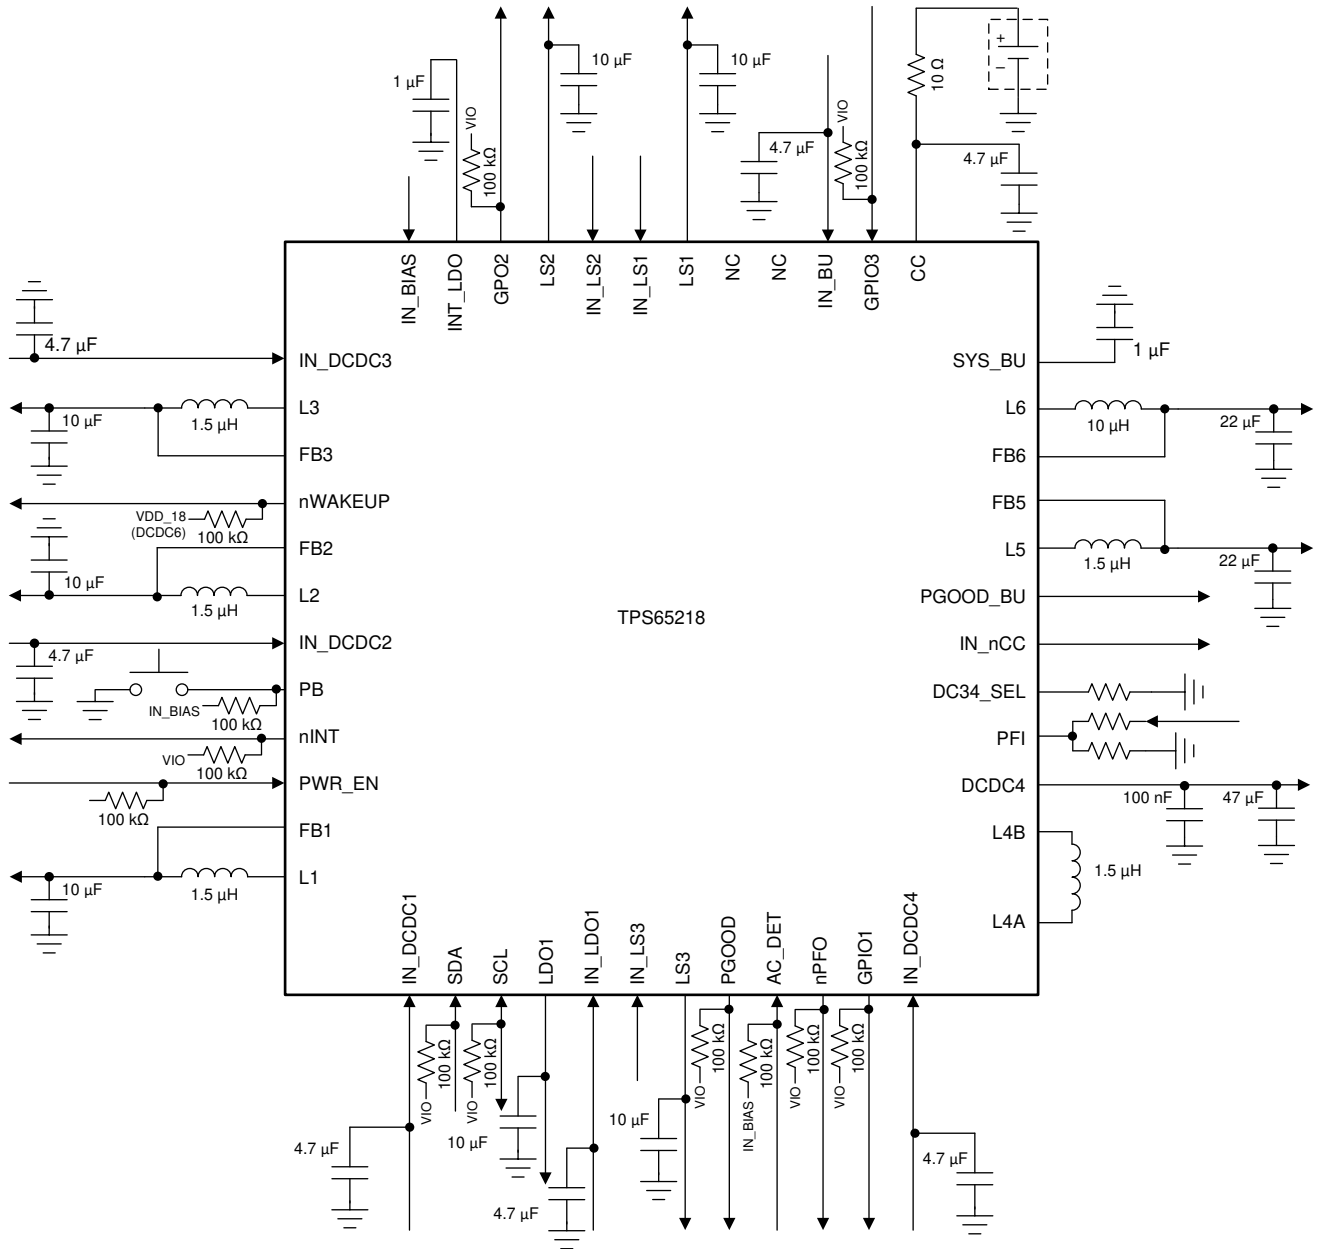 10 µF
10 µF
+
−
10 Ω
1 µF
VIO
100 kΩ
4.7 µF
VIO
100 kΩ
4.7 µF
IN_BIAS
INT_LDO
GPO2
LS2
IN_LS2
IN_LS1
LS1
NC
NC
IN_BU
GPIO3
CC
4.7 µF
IN_DCDC3
SYS_BU
1 µF
10 µF
1.5 µH
L3
L6
10 µH
22 µF
FB3
FB6
nWAKEUP
FB5
VDD_18
(DCDC6)
100 kΩ
FB2
L5
1.5 µH
22 µF
10 µF
1.5 µH
L2
PGOOD_BU
TPS65218
4.7 µF
IN_DCDC2
IN_nCC
PB
DC34_SEL
IN_BIAS
100 kΩ
nINT
PFI
VIO
100 kΩ
PWR_EN
DCDC4
100 nF
47 µF
100 kΩ
FB1
L4B
10 µF
1.5 µH
L1
1.5 µH
L4A
IN_DCDC1
SDA
SCL
LDO1
IN_LDO1
IN_LS3
LS3
PGOOD
AC_DET
nPFO
GPIO1
IN_DCDC4
VIO
100 kΩ
VIO
100 kΩ
VIO
100 kΩ
IN_BIAS
100 kΩ
VIO
100 kΩ
VIO
100 kΩ
4.7 µF
10 µF
10 µF
4.7 µF
4.7 µF